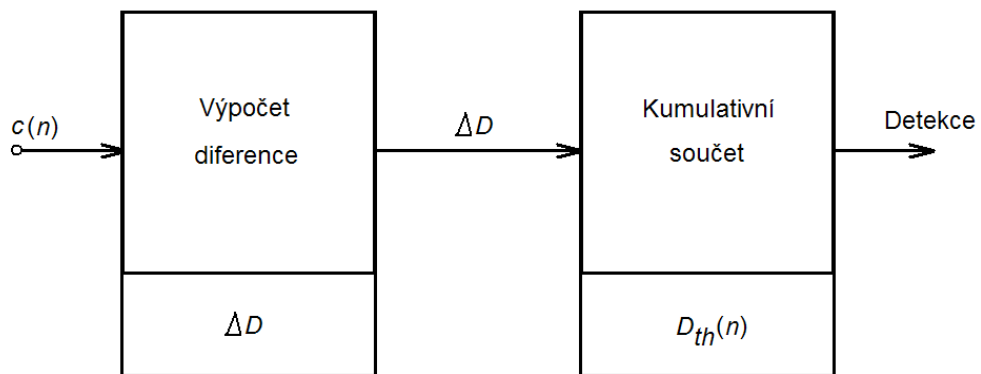 c(n)
Výpočet
diference
ΔD
ΔD
Kumulativní
součet
D_th(n)
Detekce